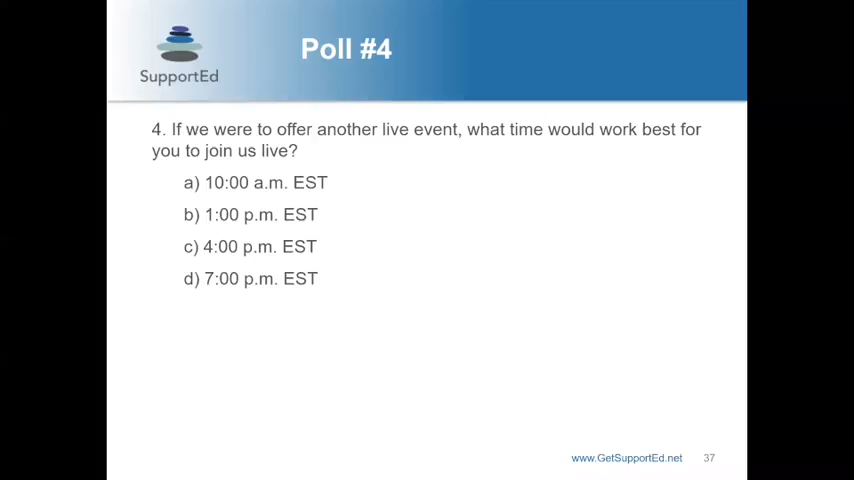 Poll #4
SupportEd
4. If we were to offer another live event, what time would work best for
you to join us live?
a) 10:00 a.m. EST
b) 1:00 p.m. EST
c) 4:00 p.m. EST
d) 7:00 p.m. EST
www.GetSupportEd.net 37